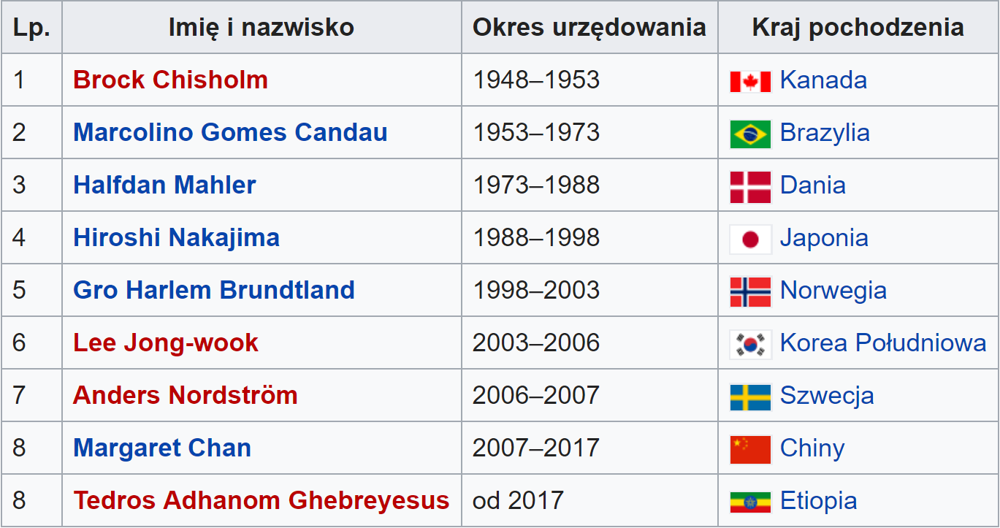 Lp. Imię i nazwisko Okres urzędowania Kraj pochodzenia
1 Brock Chisholm 1948–1953 Kanada
2 Marcolino Gomes Candau 1953–1973 Brazylia
3 Halfdan Mahler 1973–1988 Dania
4 Hiroshi Nakajima 1988–1998 Japonia
5 Gro Harlem Brundtland 1998–2003 Norwegia
6 Lee Jong-wook 2003–2006 Korea Południowa
7 Anders Nordström 2006–2007 Szwecja
8 Margaret Chan 2007–2017 Chiny
8 Tedros Adhanom Ghebreyesus od 2017 Etiopia